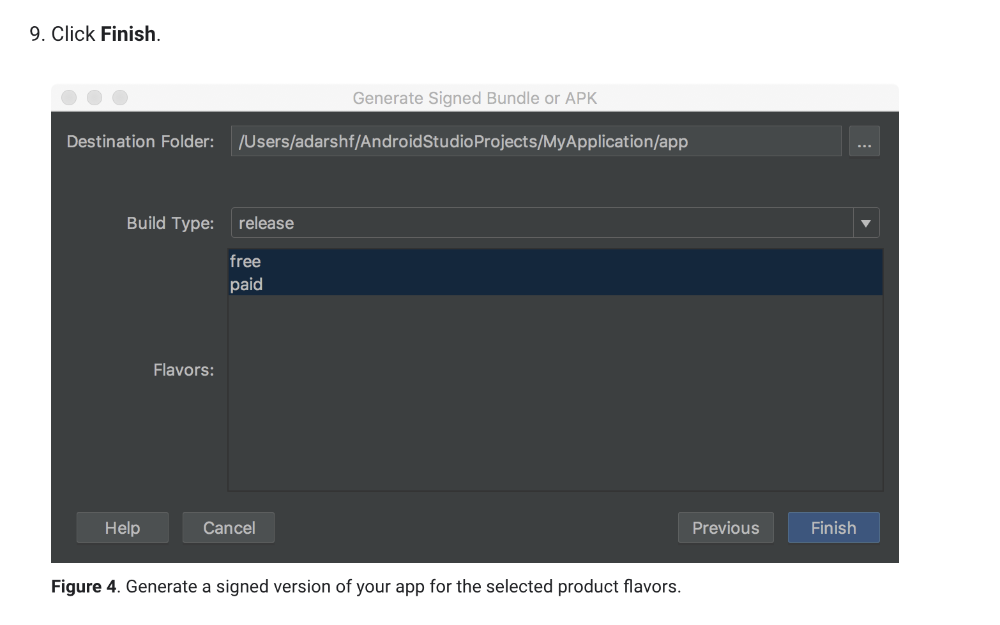 9. Click Finish.
Generate Signed Bundle or APK
Destination Folder: /Users/adarshf/AndroidStudioProjects/MyApplication/app ...
Build Type: release
free
paid
Flavors:
Help Cancel Previous Finish
Figure 4. Generate a signed version of your app for the selected product flavors.